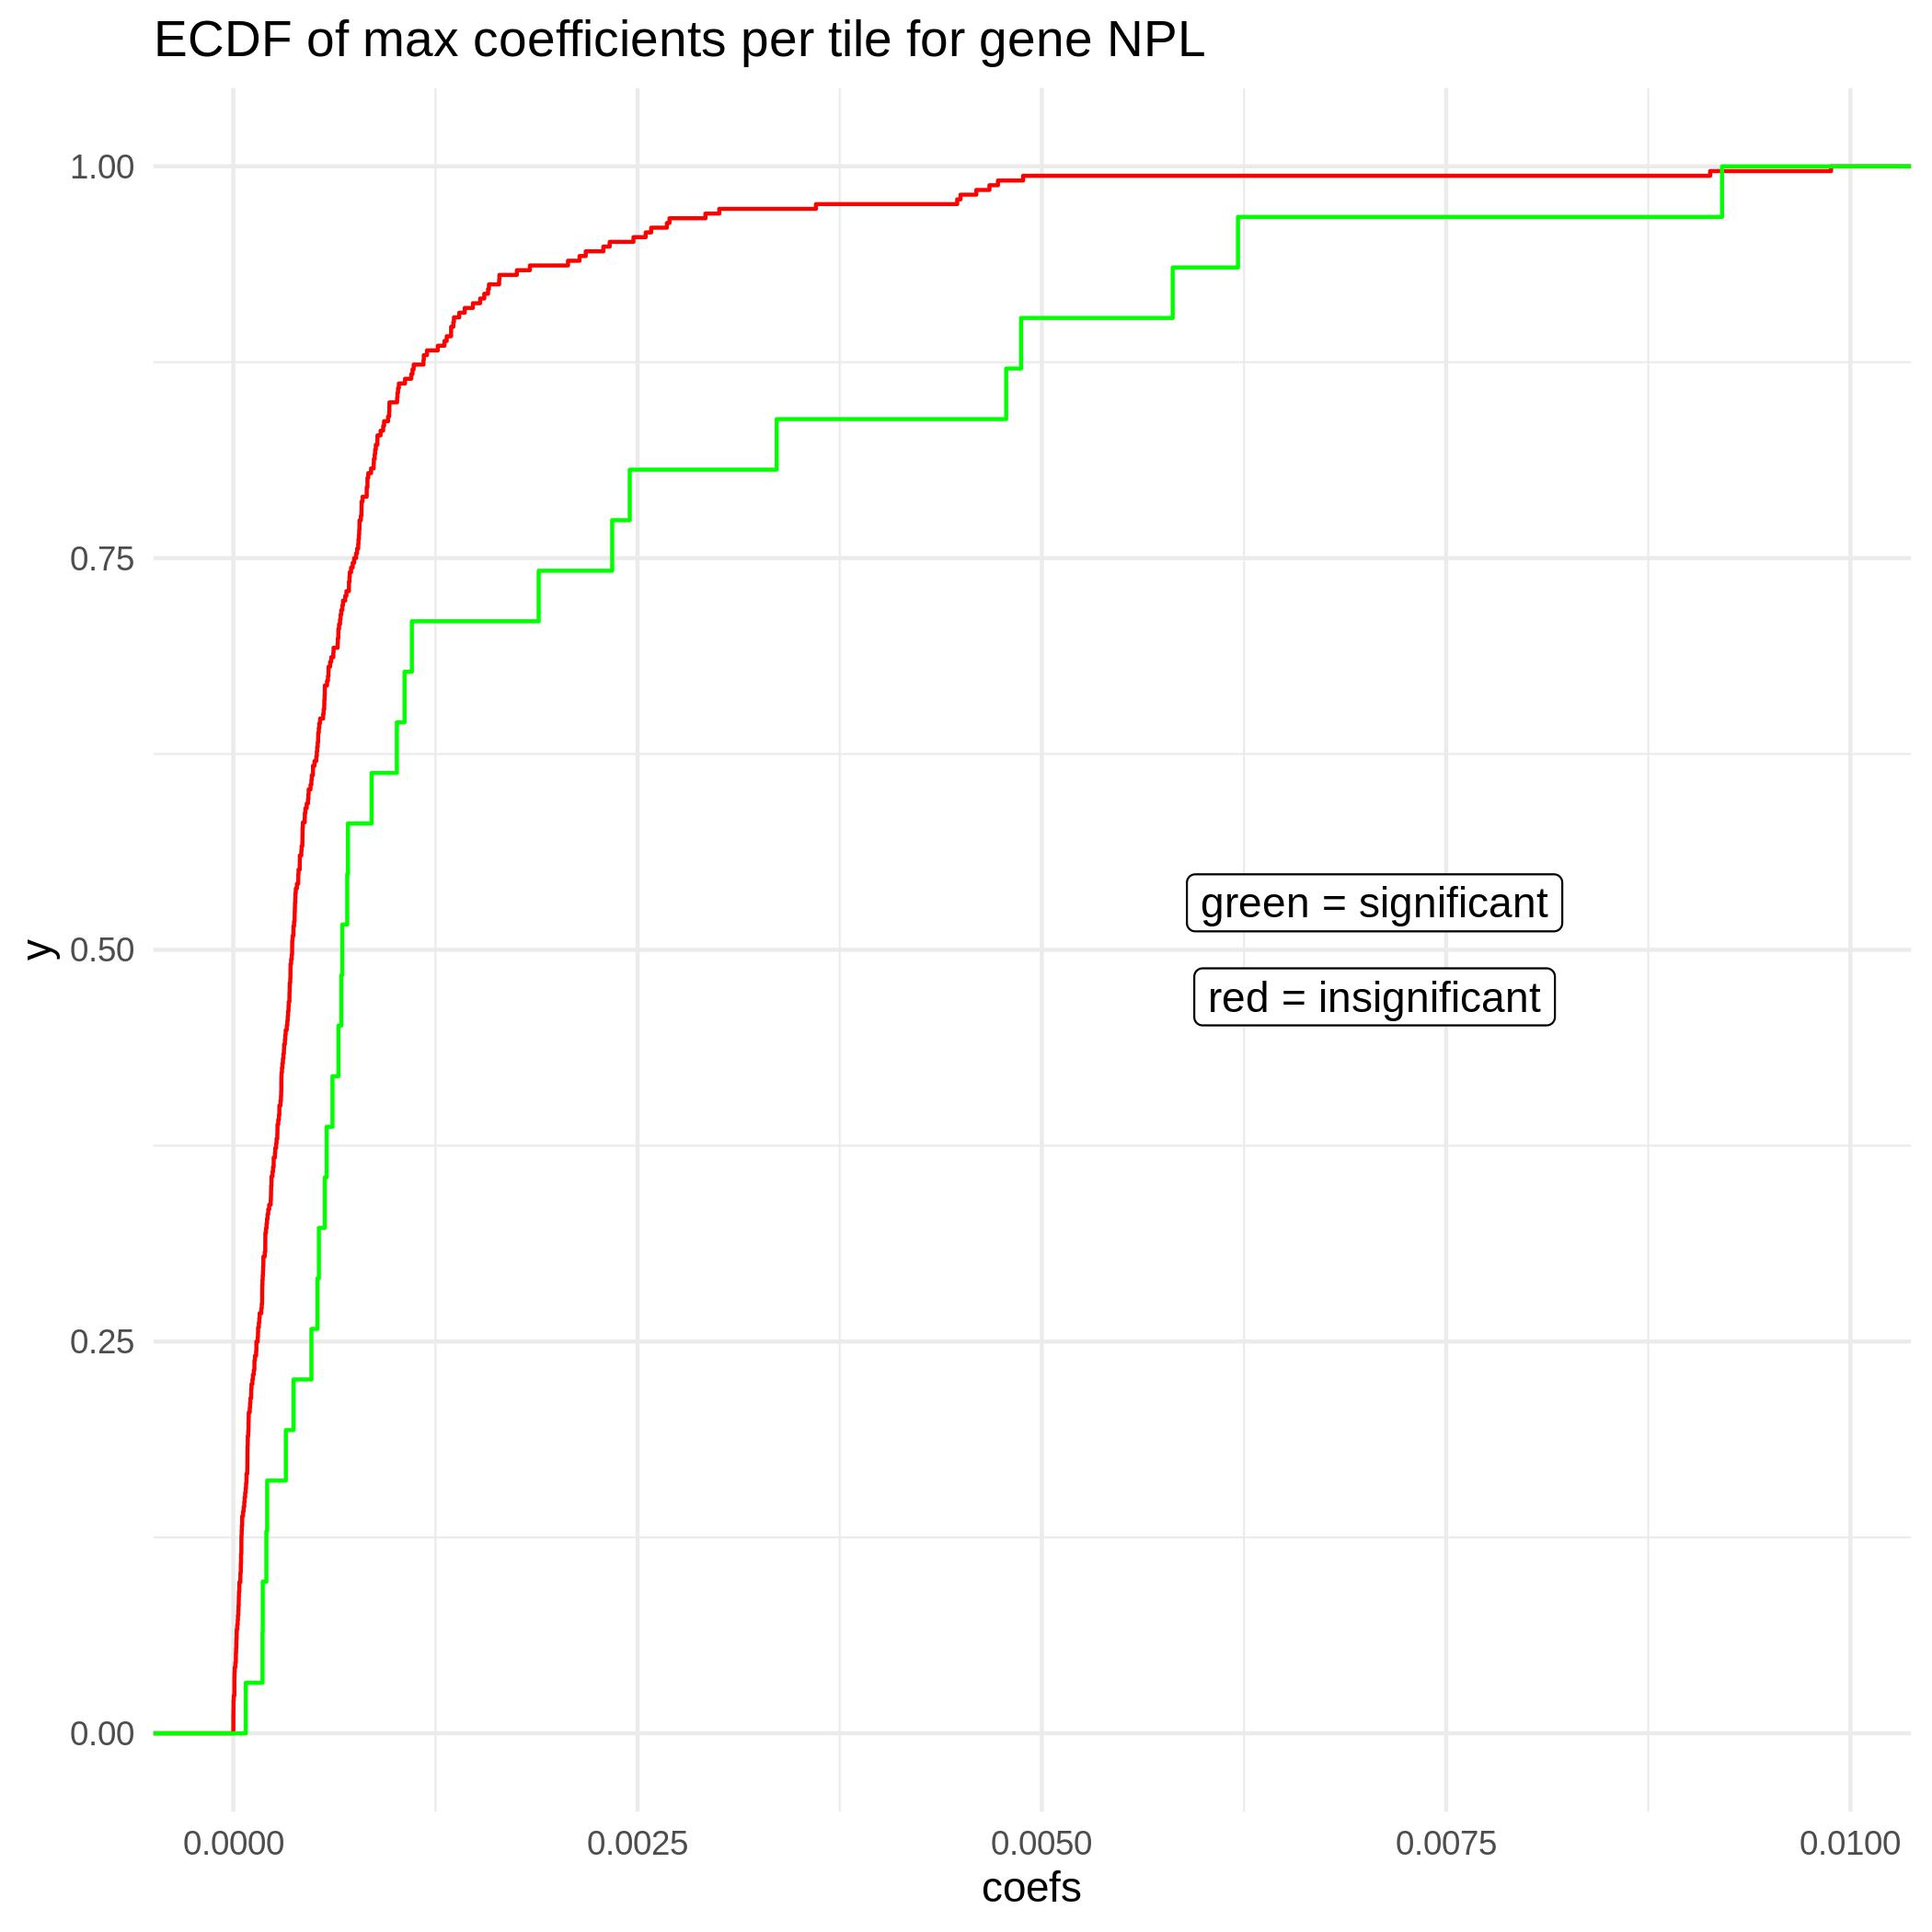 ECDF of max coefficients per tile for gene NPL
1.00
0.75
0.50
0.25
0.00
y
green = significant
red = insignificant
0.0000 0.0025 0.0050 0.0075 0.0100
coefs